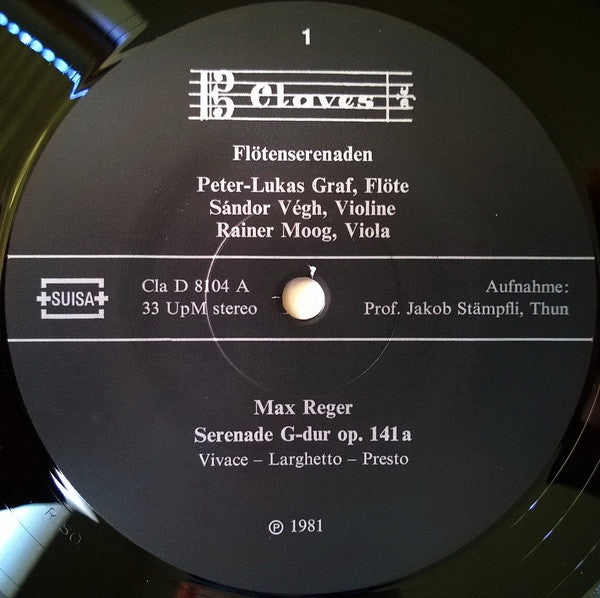 1
Claves
Flötenserenaden
Peter-Lukas Graf, Flöte
Sándor Végh, Violine
Rainer Moog, Viola
SUISA
Cla D 8104 A
33 UpM stereo
Aufnahme:
Prof. Jakob Stämpfli, Thun
Max Reger
Serenade G-dur op. 141a
Vivace – Larghetto – Presto
℗ 1981